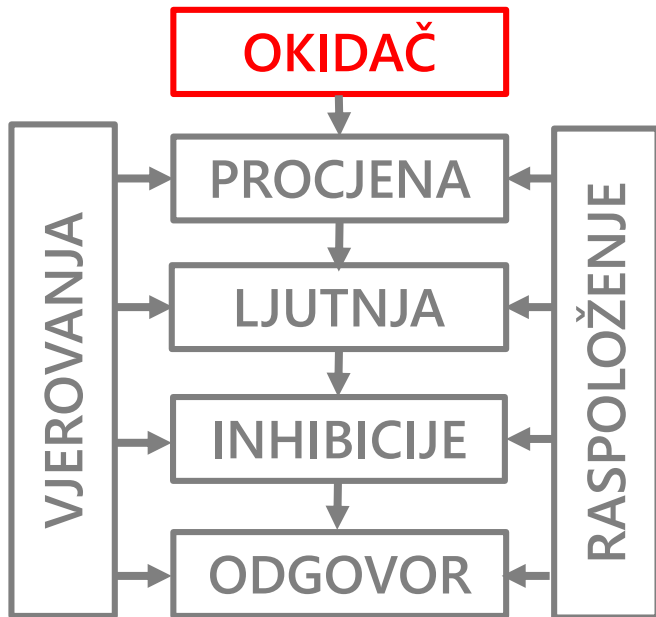 OKIDAČ
PROCJENA
LJUTNJA
INHIBICIJE
ODGOVOR
VJEROVANJA
RASPOLOŽENJE